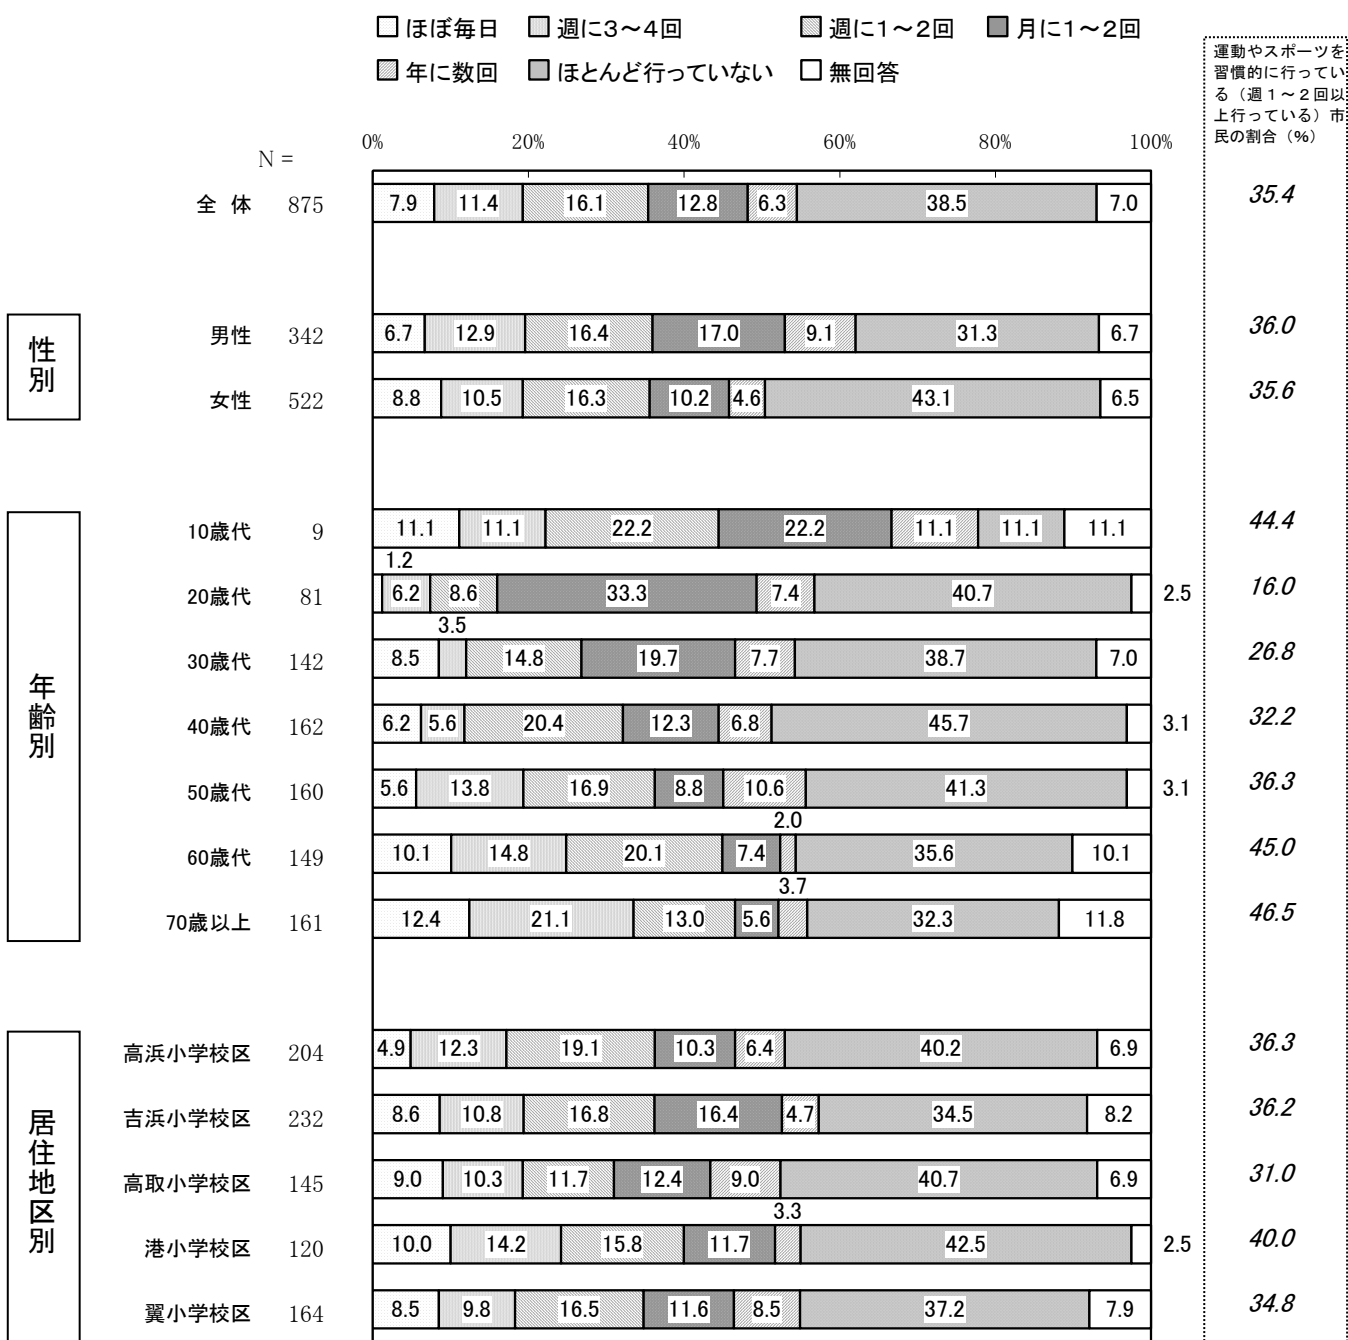 ほぼ毎日 週に3～4回 週に1～2回 月に1～2回
年に数回 ほとんど行っていない 無回答
運動やスポーツを
習慣的に行ってい
る（週1～2回以
上行っている）市
民の割合（%）
0% 20% 40% 60% 80% 100%
N =
全 体 875 7.9 11.4 16.1 12.8 6.3 38.5 7.0 35.4
性別
男性 342 6.7 12.9 16.4 17.0 9.1 31.3 6.7 36.0
女性 522 8.8 10.5 16.3 10.2 4.6 43.1 6.5 35.6
年齢別
10歳代 9 11.1 11.1 22.2 22.2 11.1 11.1 11.1 44.4
1.2
20歳代 81 6.2 8.6 33.3 7.4 40.7 2.5 16.0
3.5
30歳代 142 8.5 14.8 19.7 7.7 38.7 7.0 26.8
40歳代 162 6.2 5.6 20.4 12.3 6.8 45.7 3.1 32.2
50歳代 160 5.6 13.8 16.9 8.8 10.6 41.3 3.1 36.3
2.0
60歳代 149 10.1 14.8 20.1 7.4 35.6 10.1 45.0
3.7
70歳以上 161 12.4 21.1 13.0 5.6 32.3 11.8 46.5
居住地区別
高浜小学校区 204 4.9 12.3 19.1 10.3 6.4 40.2 6.9 36.3
吉浜小学校区 232 8.6 10.8 16.8 16.4 4.7 34.5 8.2 36.2
高取小学校区 145 9.0 10.3 11.7 12.4 9.0 40.7 6.9 31.0
3.3
港小学校区 120 10.0 14.2 15.8 11.7 42.5 2.5 40.0
翼小学校区 164 8.5 9.8 16.5 11.6 8.5 37.2 7.9 34.8